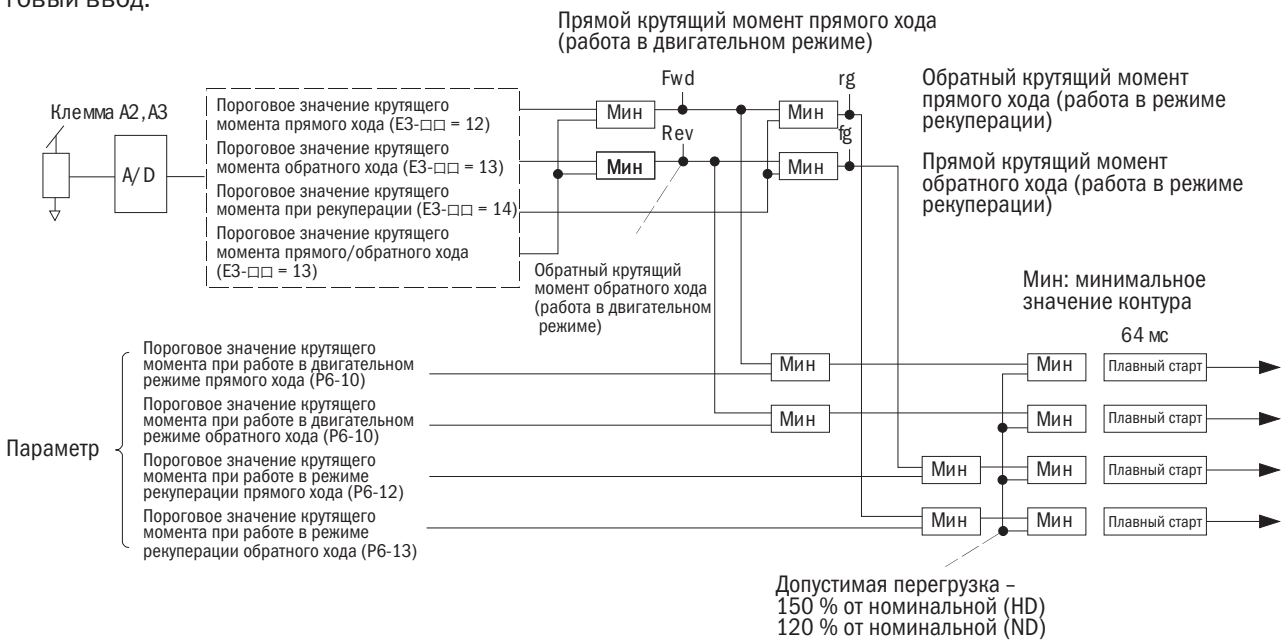 товый ввод.
Прямой крутящий момент прямого хода
(работа в двигательном режиме)
Клемма A2, A3
A/D
Пороговое значение крутящего
момента прямого хода (E3-□□ = 12)
Пороговое значение крутящего
момента обратного хода (E3-□□ = 13)
Пороговое значение крутящего
момента при рекуперации (E3-□□ = 14)
Пороговое значение крутящего
момента прямого/обратного хода
(E3-□□ = 13)
Fwd
Мин
Rev
Мин
rg
Мин
fg
Мин
Обратный крутящий момент
прямого хода (работа в режиме
рекуперации)
Прямой крутящий момент
обратного хода (работа в режиме
рекуперации)
Обратный крутящий
момент обратного хода
(работа в двигательном
режиме)
Мин: минимальное
значение контура
64 мс
Параметр
Пороговое значение крутящего
момента при работе в двигательном
режиме прямого хода (P6-10)
Мин
Мин
Плавный старт
Пороговое значение крутящего
момента при работе в двигательном
режиме обратного хода (P6-10)
Мин
Мин
Плавный старт
Пороговое значение крутящего
момента при работе в режиме
рекуперации прямого хода (P6-12)
Мин
Мин
Плавный старт
Пороговое значение крутящего
момента при работе в режиме
рекуперации обратного хода (P6-13)
Мин
Мин
Плавный старт
Допустимая перегрузка –
150 % от номинальной (HD)
120 % от номинальной (ND)